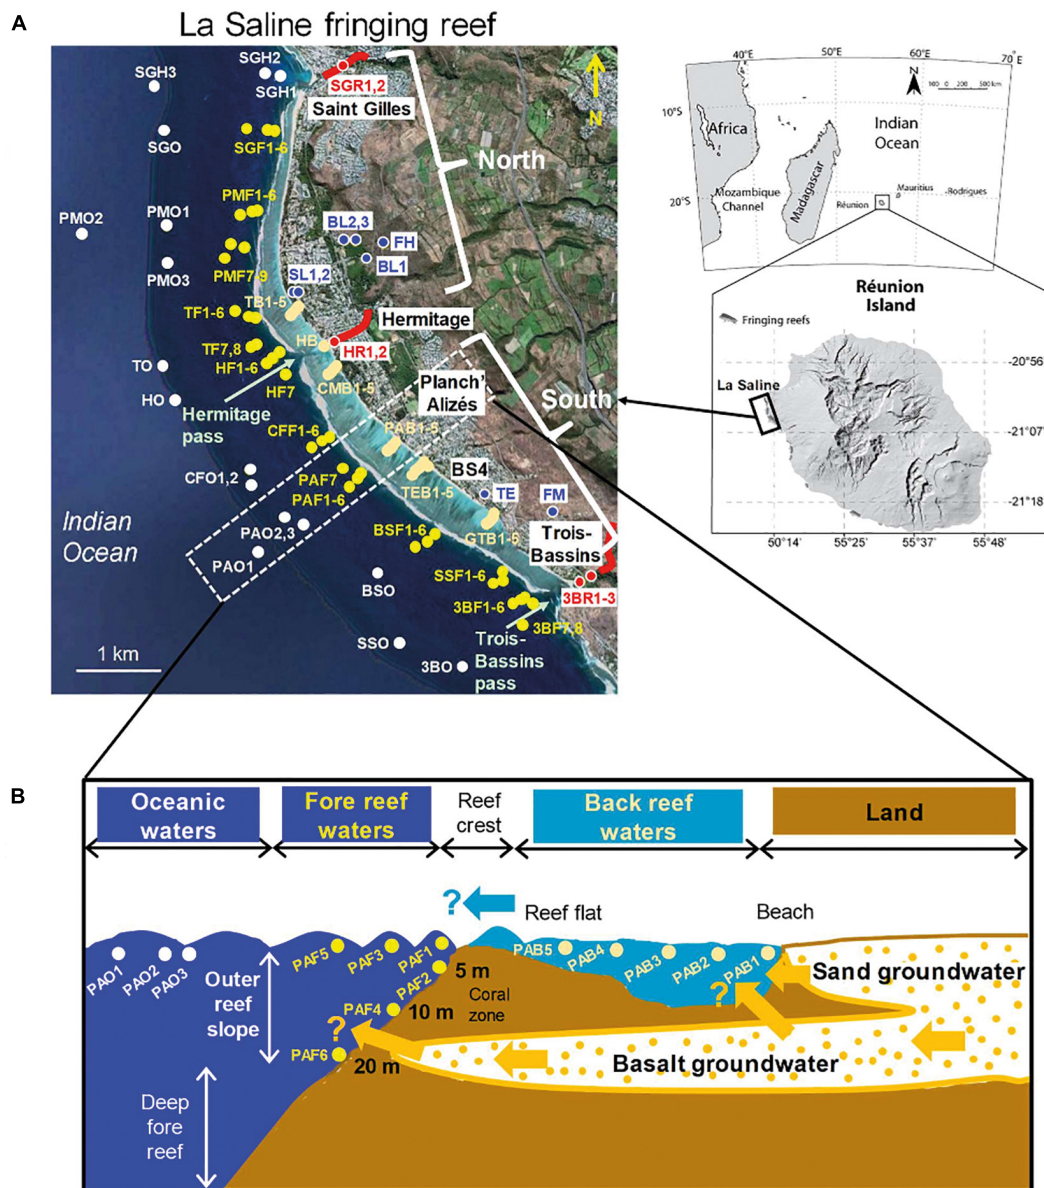 A
La Saline fringing reef
SGH2
SGH3
SGH1
SGR1,2
Saint Gilles
N
SGO
SGF1-6
North
PMF1-6
PMO2
PMO1
BL2,3
FH
BL1
PMO3
PMF7-9
SL1,2
TB1-5
TF1-6
Hermitage
HB
HR1,2
TF7,8
TO
HF1-6
CMB1-5
HF7
Planch'
Alizés
South
HO
Hermitage
pass
CFF1-6
PAB1-5
CFO1,2
PAF7
PAF1-6
BS4
TEB1-5
TE
FM
Indian
Ocean
PAO2,3
BSF1-6
GTB1-5
Trois-
Bassins
PAO1
BSO
SSF1-6
3BR1-3
3BF1-6
3BF7,8
SSO
Trois-
Bassins
pass
3BO
1 km
40°E
50°E
60°E
70°E
N
100 0 500 km
10°S
Africa
Indian
Ocean
Mozambique
Channel
Madagascar
Mauritius
Rodrigues
Réunion
20°S
Réunion
Island
Fringing reefs
La Saline
-20°56
-21°07
-21°18
50°14'
55°25
55°37
55°48
B
Oceanic
waters
Fore reef
waters
Reef
crest
Back reef
waters
Land
?
Reef flat
Beach
PAO1
PAO2
PAO3
PAF5
PAF3
PAF1
PAB5
PAB4
PAB3
PAB2
PAB1
Sand groundwater
Outer
reef
slope
PAF2
5 m
Coral
zone
?
PAF4
10 m
?
PAF6
20 m
Basalt groundwater
Deep
fore
reef